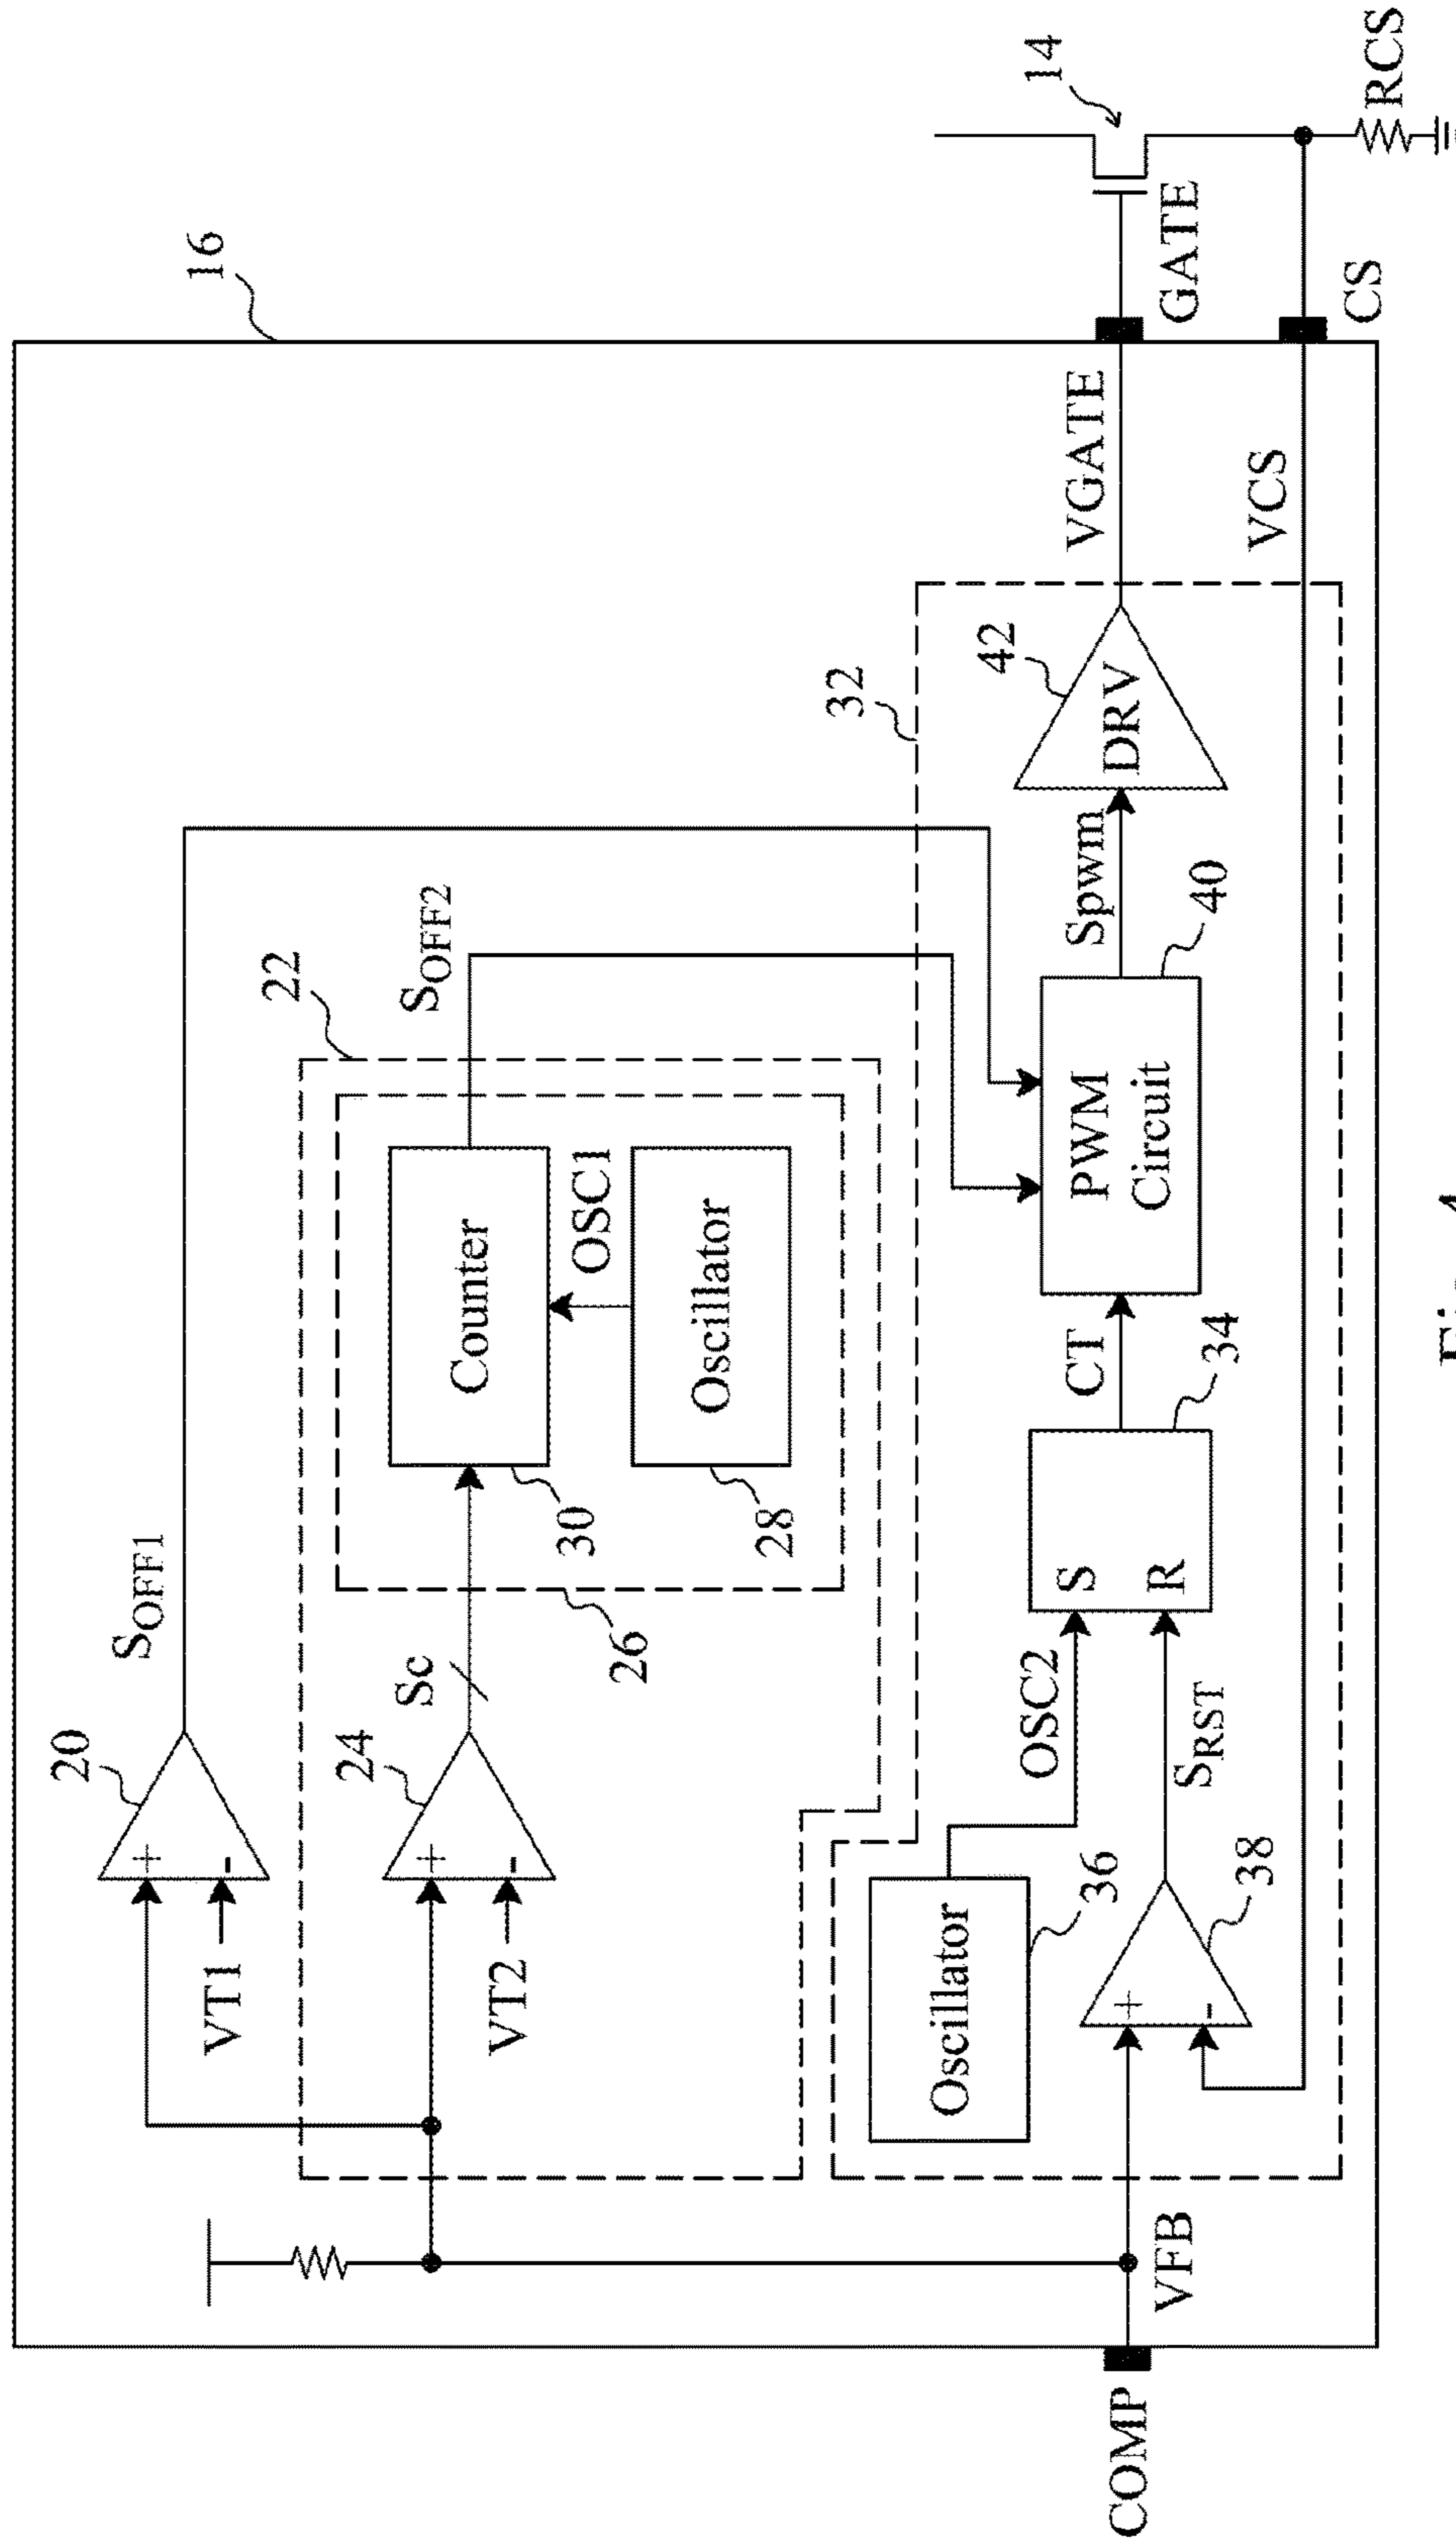 16
20
SOFF1
VT1
22
24
Sc
VT2
SOFF2
Counter
30
26
OSC1
Oscillator
28
32
Oscillator
36
OSC2
S
R
34
CT
PWM
Circuit
40
Spwm
DRV
42
VGATE
GATE
14
COMP
VFB
38
SRST
VCS
CS
RCS